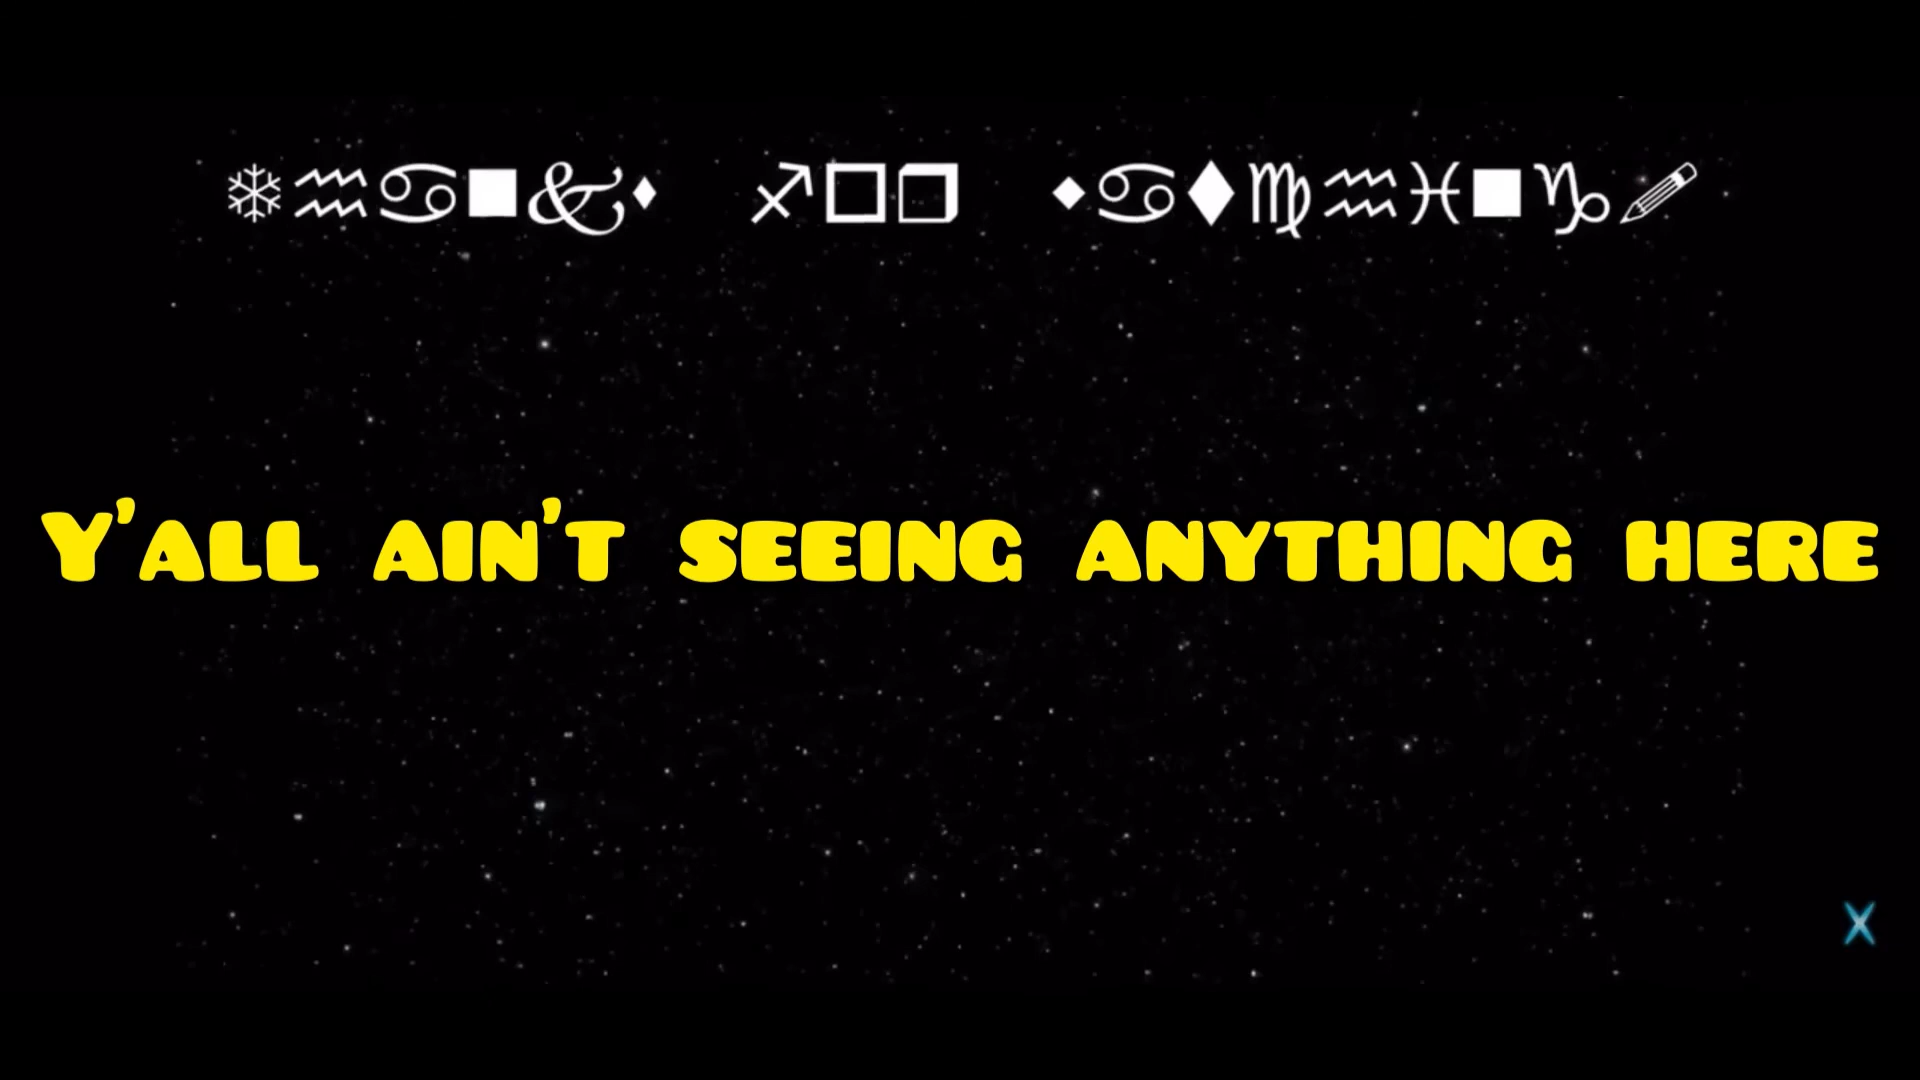 ❄♒♋■🙰⬧ ♐□❒ ⬥♋⧫♍♒♓■♑✏
Y'all ain't seeing anything here
X